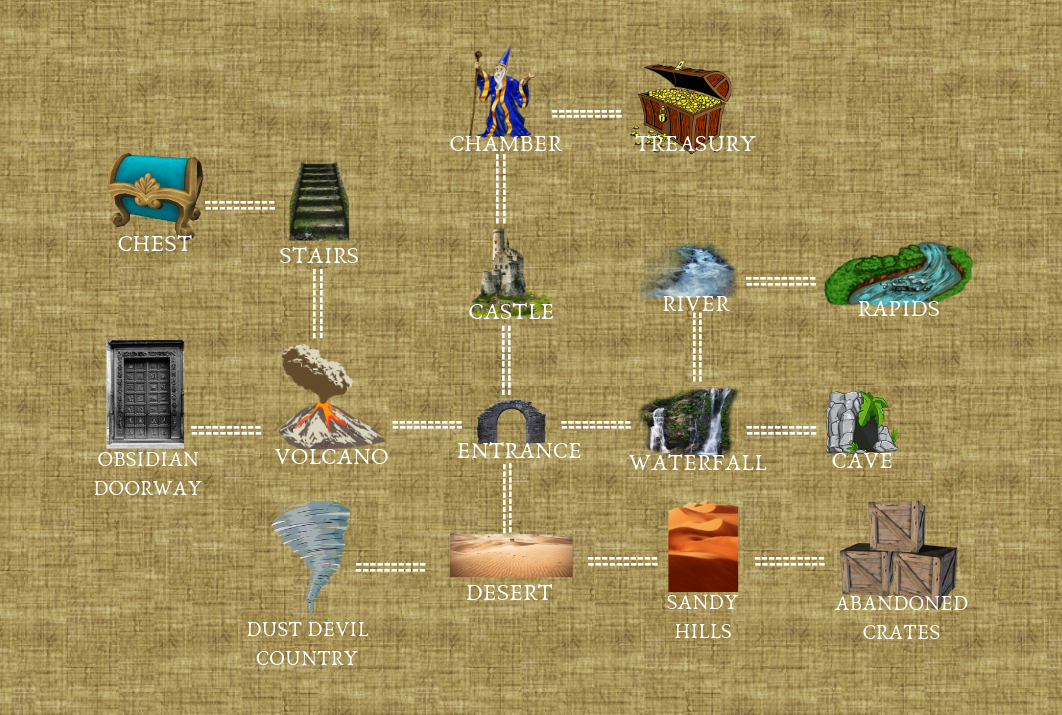 CHAMBER
TREASURY
CHEST
STAIRS
CASTLE
RIVER
RAPIDS
OBSIDIAN
DOORWAY
VOLCANO
ENTRANCE
WATERFALL
CAVE
DUST DEVIL
COUNTRY
DESERT
SANDY
HILLS
ABANDONED
CRATES